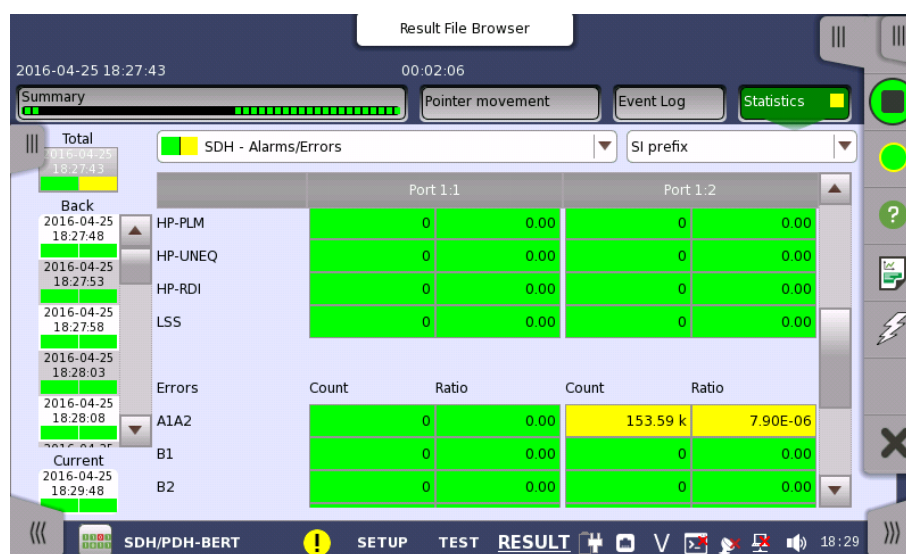 Result File Browser
2016-04-25 18:27:43 00:02:06
Summary Pointer movement Event Log Statistics
Total
2016-04-25
18:27:43
SDH - Alarms/Errors SI prefix
Port 1:1 Port 1:2
Back
2016-04-25
18:27:48
2016-04-25
18:27:53
2016-04-25
18:27:58
2016-04-25
18:28:03
2016-04-25
18:28:08
Current
2016-04-25
18:29:48
HP-PLM 0 0.00 0 0.00
HP-UNEQ 0 0.00 0 0.00
HP-RDI 0 0.00 0 0.00
LSS 0 0.00 0 0.00
Errors Count Ratio Count Ratio
A1A2 0 0.00 153.59 k 7.90E-06
B1 0 0.00 0 0.00
B2 0 0.00 0 0.00
SDH/PDH-BERT ! SETUP TEST RESULT 18:29